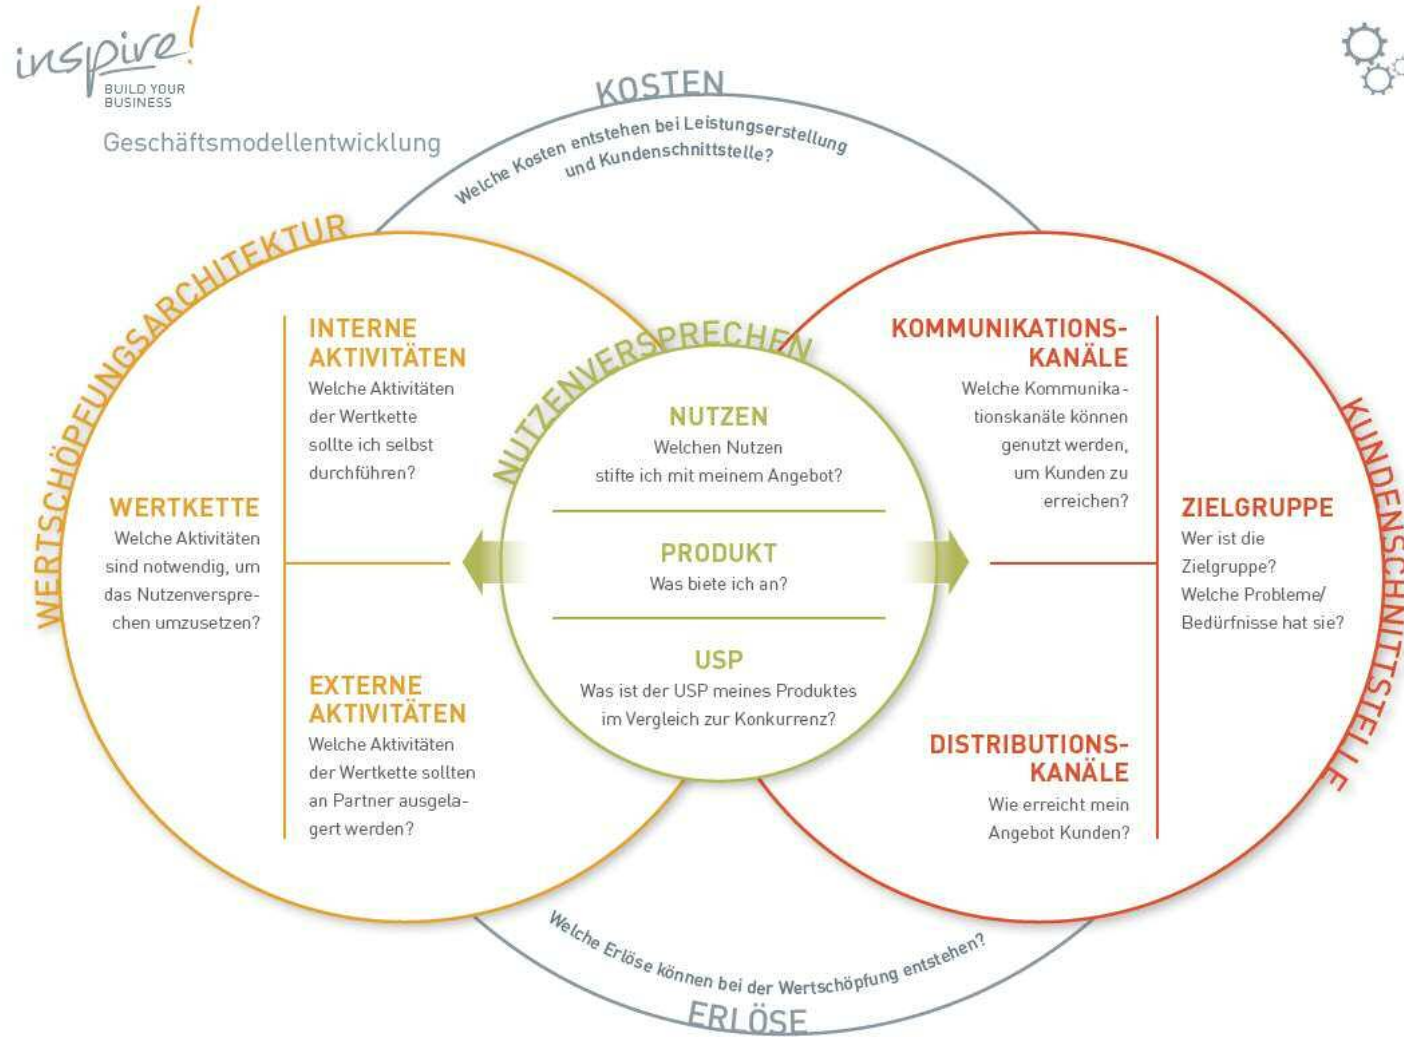 inspire!
BUILD YOUR
BUSINESS
Geschäftsmodellentwicklung
KOSTEN
Welche Kosten entstehen bei Leistungserstellung
und Kundenschnittstelle?
WERTSCHÖPFUNGSARCHITEKTUR
INTERNE
AKTIVITÄTEN
Welche Aktivitäten
der Wertkette
sollte ich selbst
durchführen?
WERTKETTE
Welche Aktivitäten
sind notwendig, um
das Nutzenverspre-
chen umzusetzen?
EXTERNE
AKTIVITÄTEN
Welche Aktivitäten
der Wertkette sollten
an Partner ausgela-
gert werden?
NUTZENVERSPRECHEN
NUTZEN
Welchen Nutzen
stifte ich mit meinem Angebot?
PRODUKT
Was biete ich an?
USP
Was ist der USP meines Produktes
im Vergleich zur Konkurrenz?
KUNDENSCHNITTSTELLE
KOMMUNIKATIONS-
KANÄLE
Welche Kommunika-
tionskanäle können
genutzt werden,
um Kunden zu
erreichen?
ZIELGRUPPE
Wer ist die
Zielgruppe?
Welche Probleme/
Bedürfnisse hat sie?
DISTRIBUTIONS-
KANÄLE
Wie erreicht mein
Angebot Kunden?
Welche Erlöse können bei der Wertschöpfung entstehen?
ERLÖSE